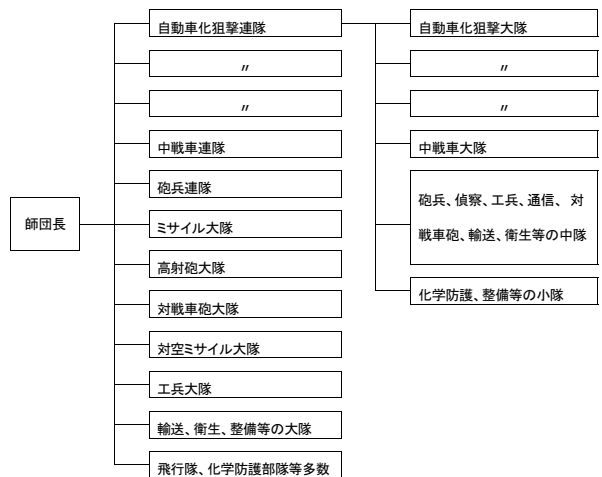 師団長
自動車化狙撃連隊
〃
〃
中戦車連隊
砲兵連隊
ミサイル大隊
高射砲大隊
対戦車砲大隊
対空ミサイル大隊
工兵大隊
輸送、衛生、整備等の大隊
飛行隊、化学防護部隊等多数
自動車化狙撃大隊
〃
〃
中戦車大隊
砲兵、偵察、工兵、通信、 対
戦車砲、輸送、衛生等の中隊
化学防護、整備等の小隊